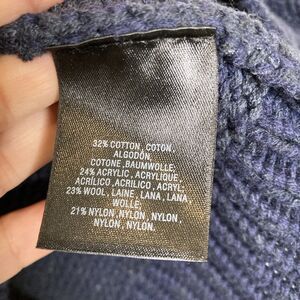 32% COTTON, COTON,
ALGODÓN,
COTONE, BAUMWOLLE;
24% ACRYLIC, ACRYLIQUE,
ACRÍLICO, ACRILICO, ACRYL;
23% WOOL, LAINE, LANA, LANA,
WOLLE;
21% NYLON, NYLON, NYLON,
NYLON, NYLON.